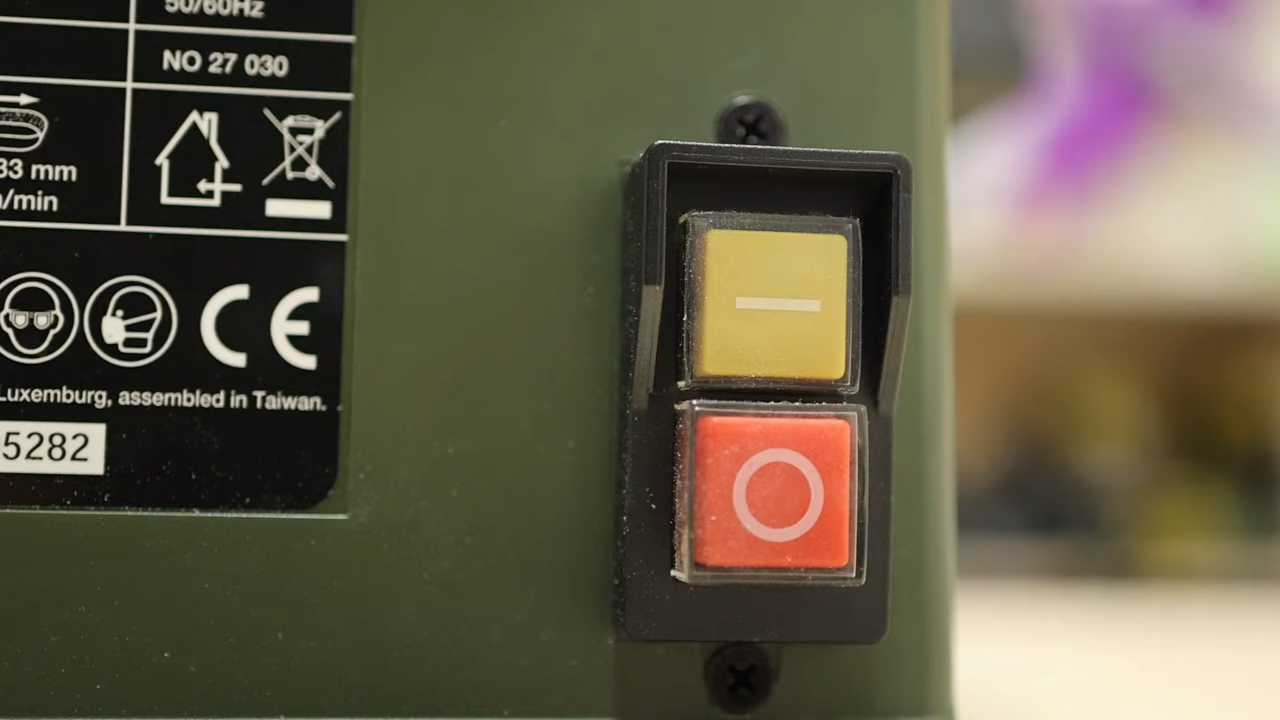 50/60Hz
NO 27 030
33 mm
/min
CE
Luxemburg, assembled in Taiwan.
5282